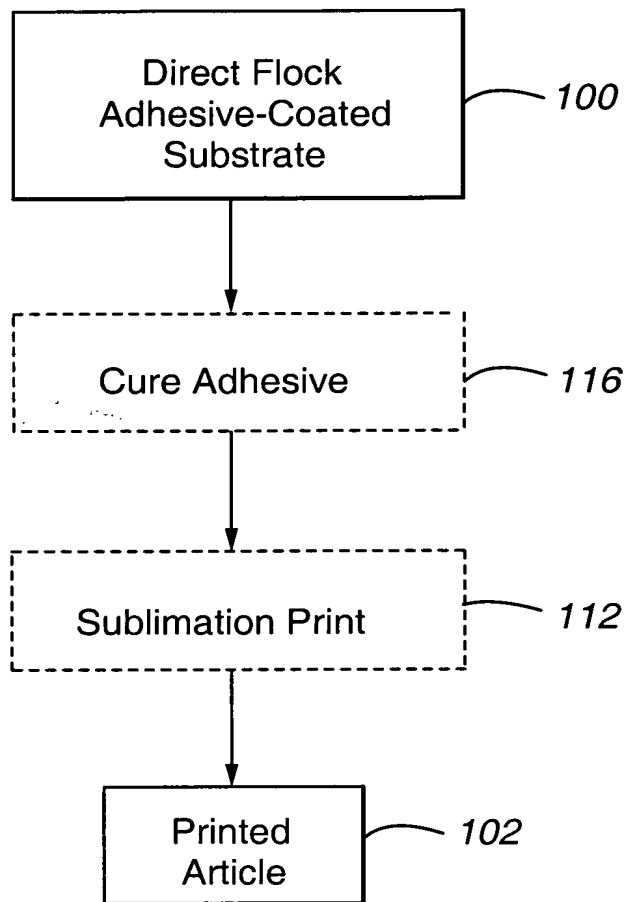 Direct Flock
Adhesive-Coated
Substrate
100
Cure Adhesive
116
Sublimation Print
112
Printed
Article
102